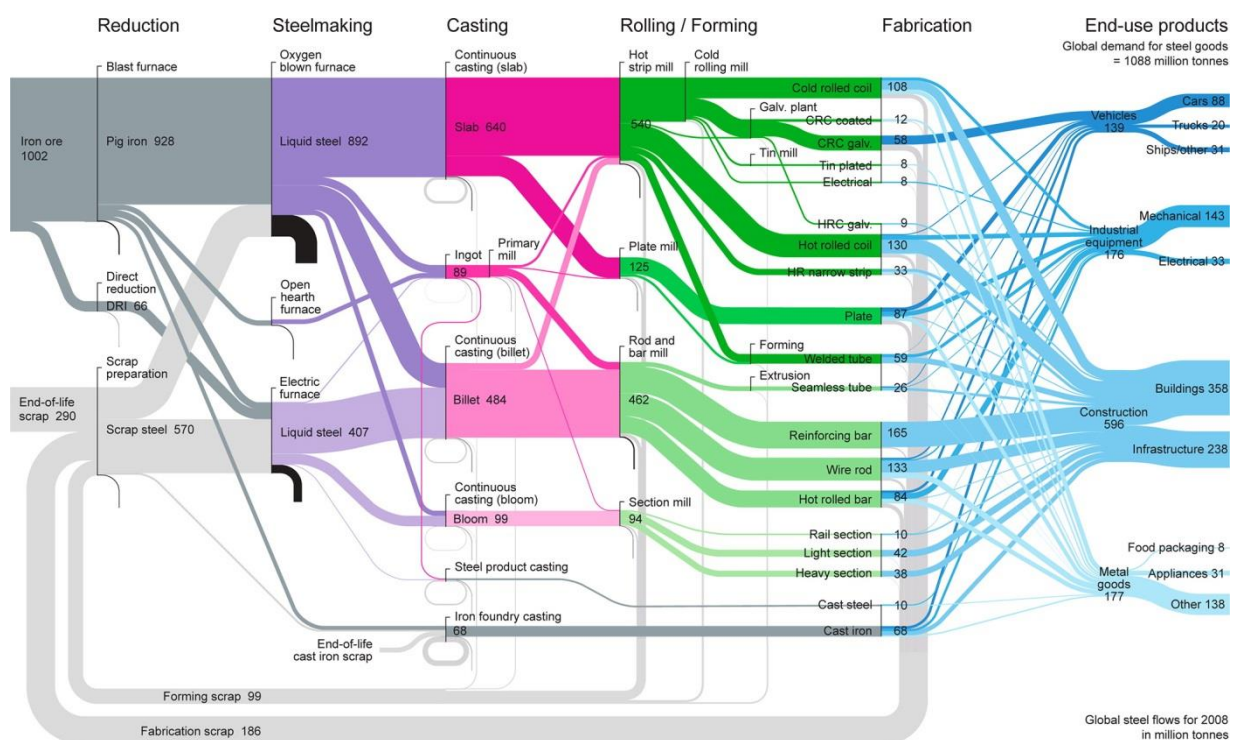 Reduction
Steelmaking
Casting
Rolling / Forming
Fabrication
End-use products
Global demand for steel goods
= 1088 million tonnes
Iron ore
1002
End-of-life
scrap 290
Blast furnace
Pig iron 928
Direct
reduction
DRI 66
Scrap
preparation
Scrap steel 570
Oxygen
blown furnace
Liquid steel 892
Open
hearth
furnace
Electric
furnace
Liquid steel 407
End-of-life
cast iron scrap
Continuous
casting (slab)
Slab 640
Ingot
89
Primary
mill
Continuous
casting (billet)
Billet 484
Continuous
casting (bloom)
Bloom 99
Steel product casting
Iron foundry casting
68
Hot
strip mill
540
Cold
rolling mill
Galv. plant
Tin mill
Plate mill
125
Forming
Extrusion
Rod and
bar mill
462
Section mill
94
Cold rolled coil 108
CRC coated 12
CRC galv. 58
Tin plated 8
Electrical 8
HRC galv. 9
Hot rolled coil 130
HR narrow strip 33
Plate 87
Welded tube 59
Seamless tube 26
Reinforcing bar 165
Wire rod 133
Hot rolled bar 84
Rail section 10
Light section 42
Heavy section 38
Cast steel 10
Cast iron 68
Vehicles
139
Industrial
equipment
176
Construction
596
Metal
goods
177
Cars 88
Trucks 20
Ships/other 31
Mechanical 143
Electrical 33
Buildings 358
Infrastructure 238
Food packaging 8
Appliances 31
Other 138
Forming scrap 99
Fabrication scrap 186
Global steel flows for 2008
in million tonnes